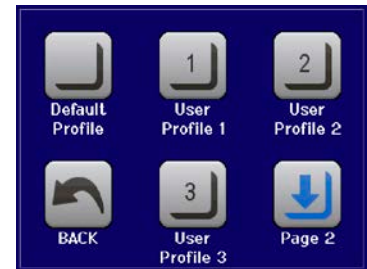 1
2
Default
Profile
User
Profile 1
User
Profile 2
3
BACK
User
Profile 3
Page 2